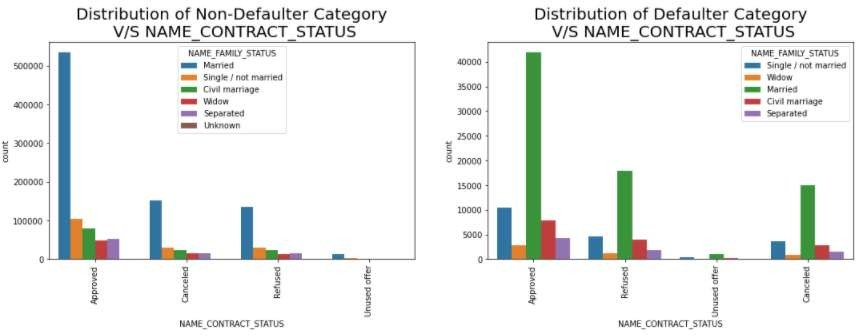 Distribution of Non-Defaulter Category
V/S NAME_CONTRACT_STATUS
NAME_FAMILY_STATUS
Married
Single / not married
Civil marriage
Widow
Separated
Unknown
500000
400000
300000
200000
100000
0
count
Approved
Canceled
Refused
Unused offer
NAME_CONTRACT_STATUS
Distribution of Defaulter Category
V/S NAME_CONTRACT_STATUS
NAME_FAMILY_STATUS
Single / not married
Widow
Married
Civil marriage
Separated
40000
35000
30000
25000
20000
15000
10000
5000
0
count
Approved
Refused
Unused offer
Canceled
NAME_CONTRACT_STATUS